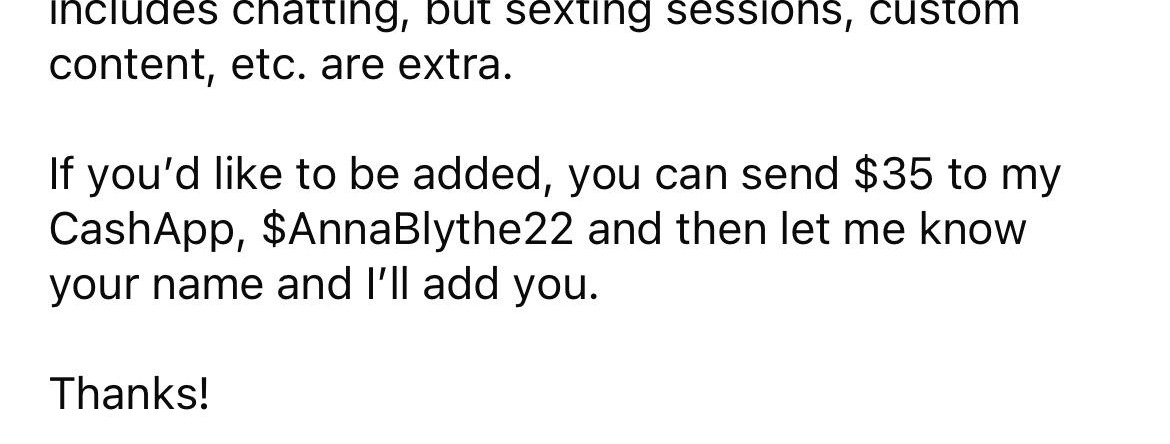 includes chatting, but sexting sessions, custom
content, etc. are extra.
If you’d like to be added, you can send $35 to my
CashApp, $AnnaBlythe22 and then let me know
your name and I’ll add you.
Thanks!